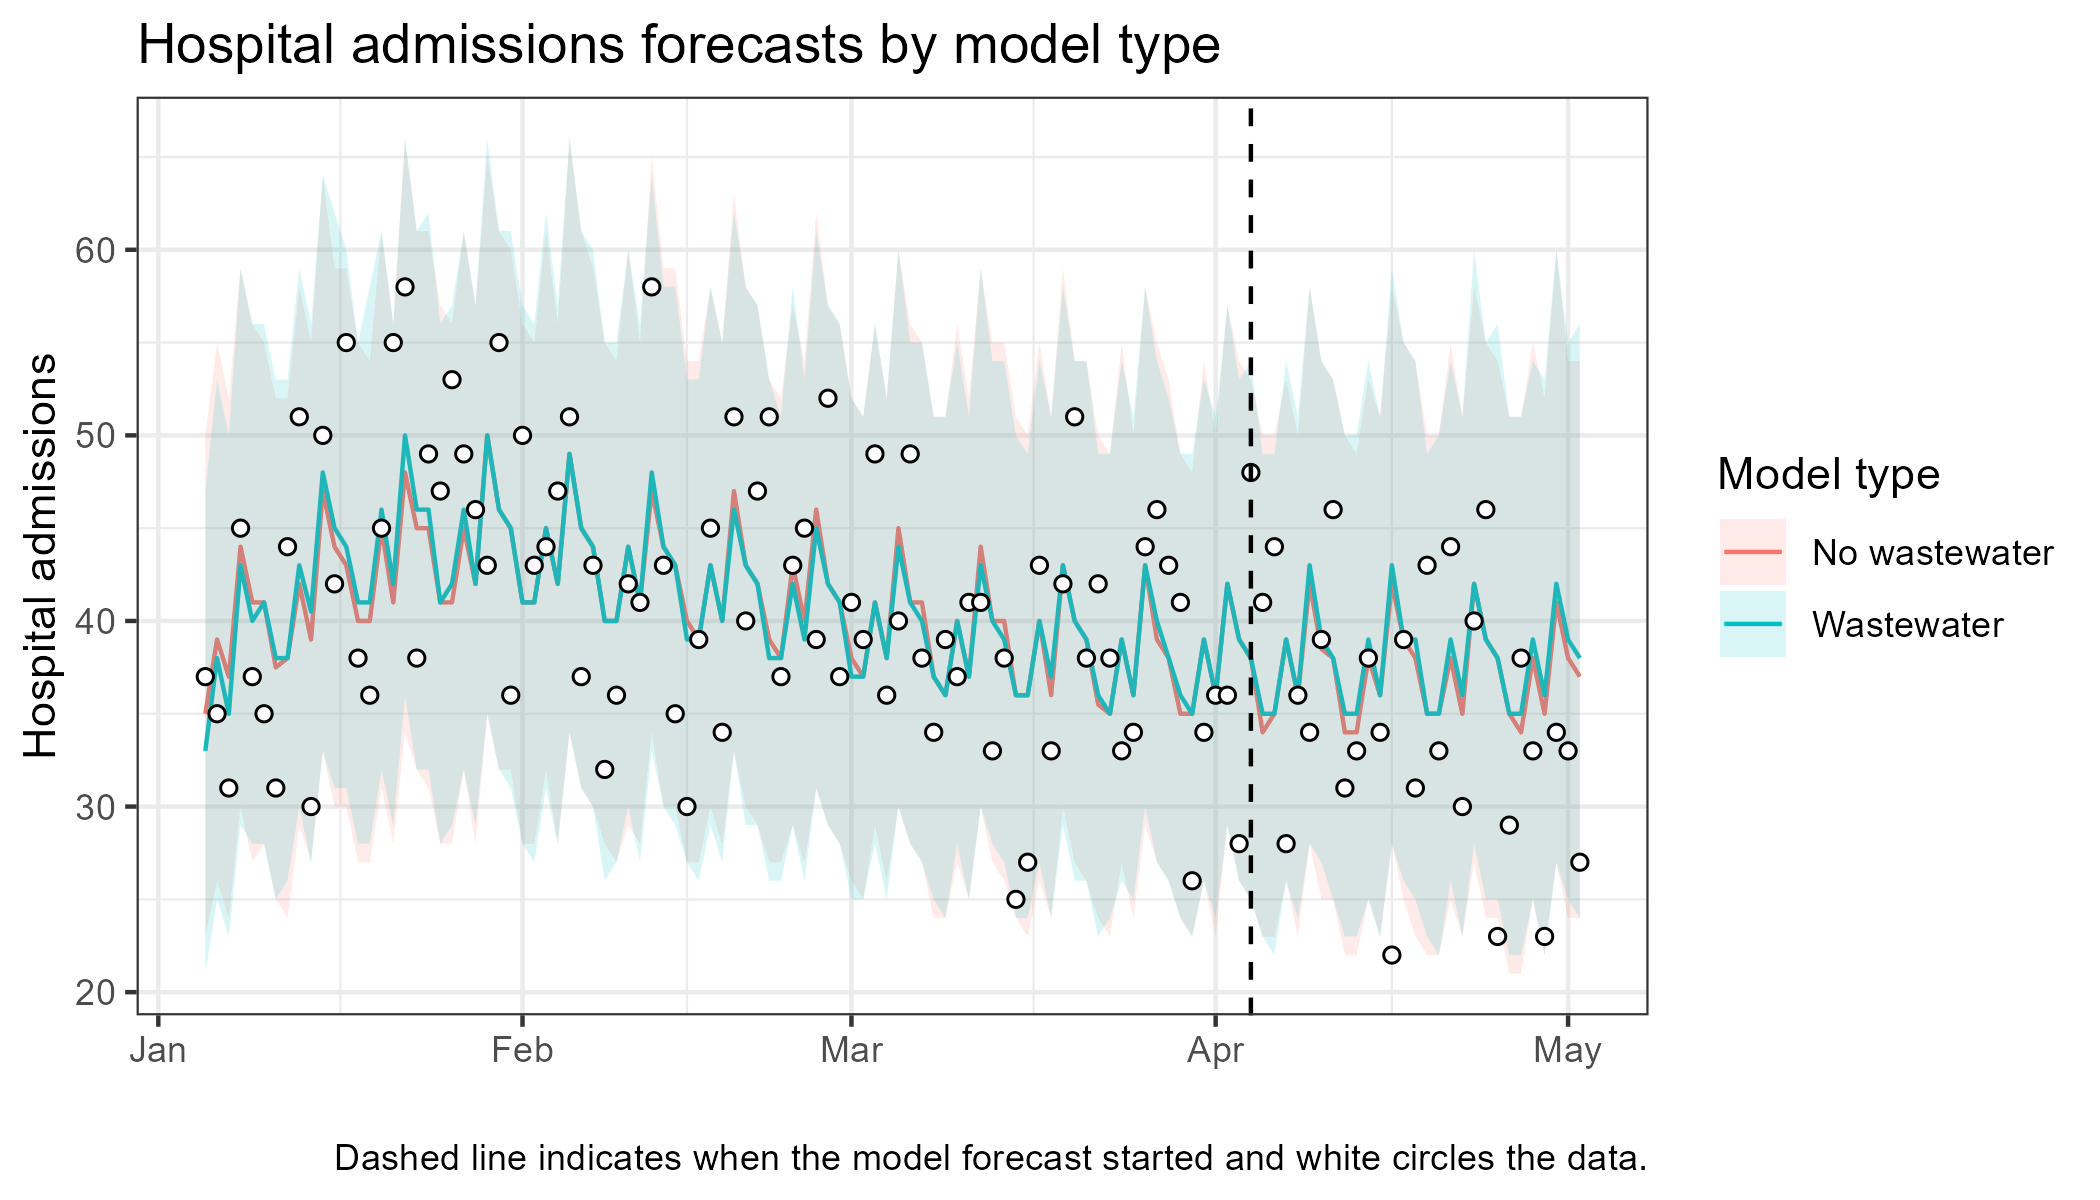 Hospital admissions forecasts by model type
Hospital admissions
60
50
40
30
20
Jan Feb Mar Apr May
Model type
No wastewater
Wastewater
Dashed line indicates when the model forecast started and white circles the data.